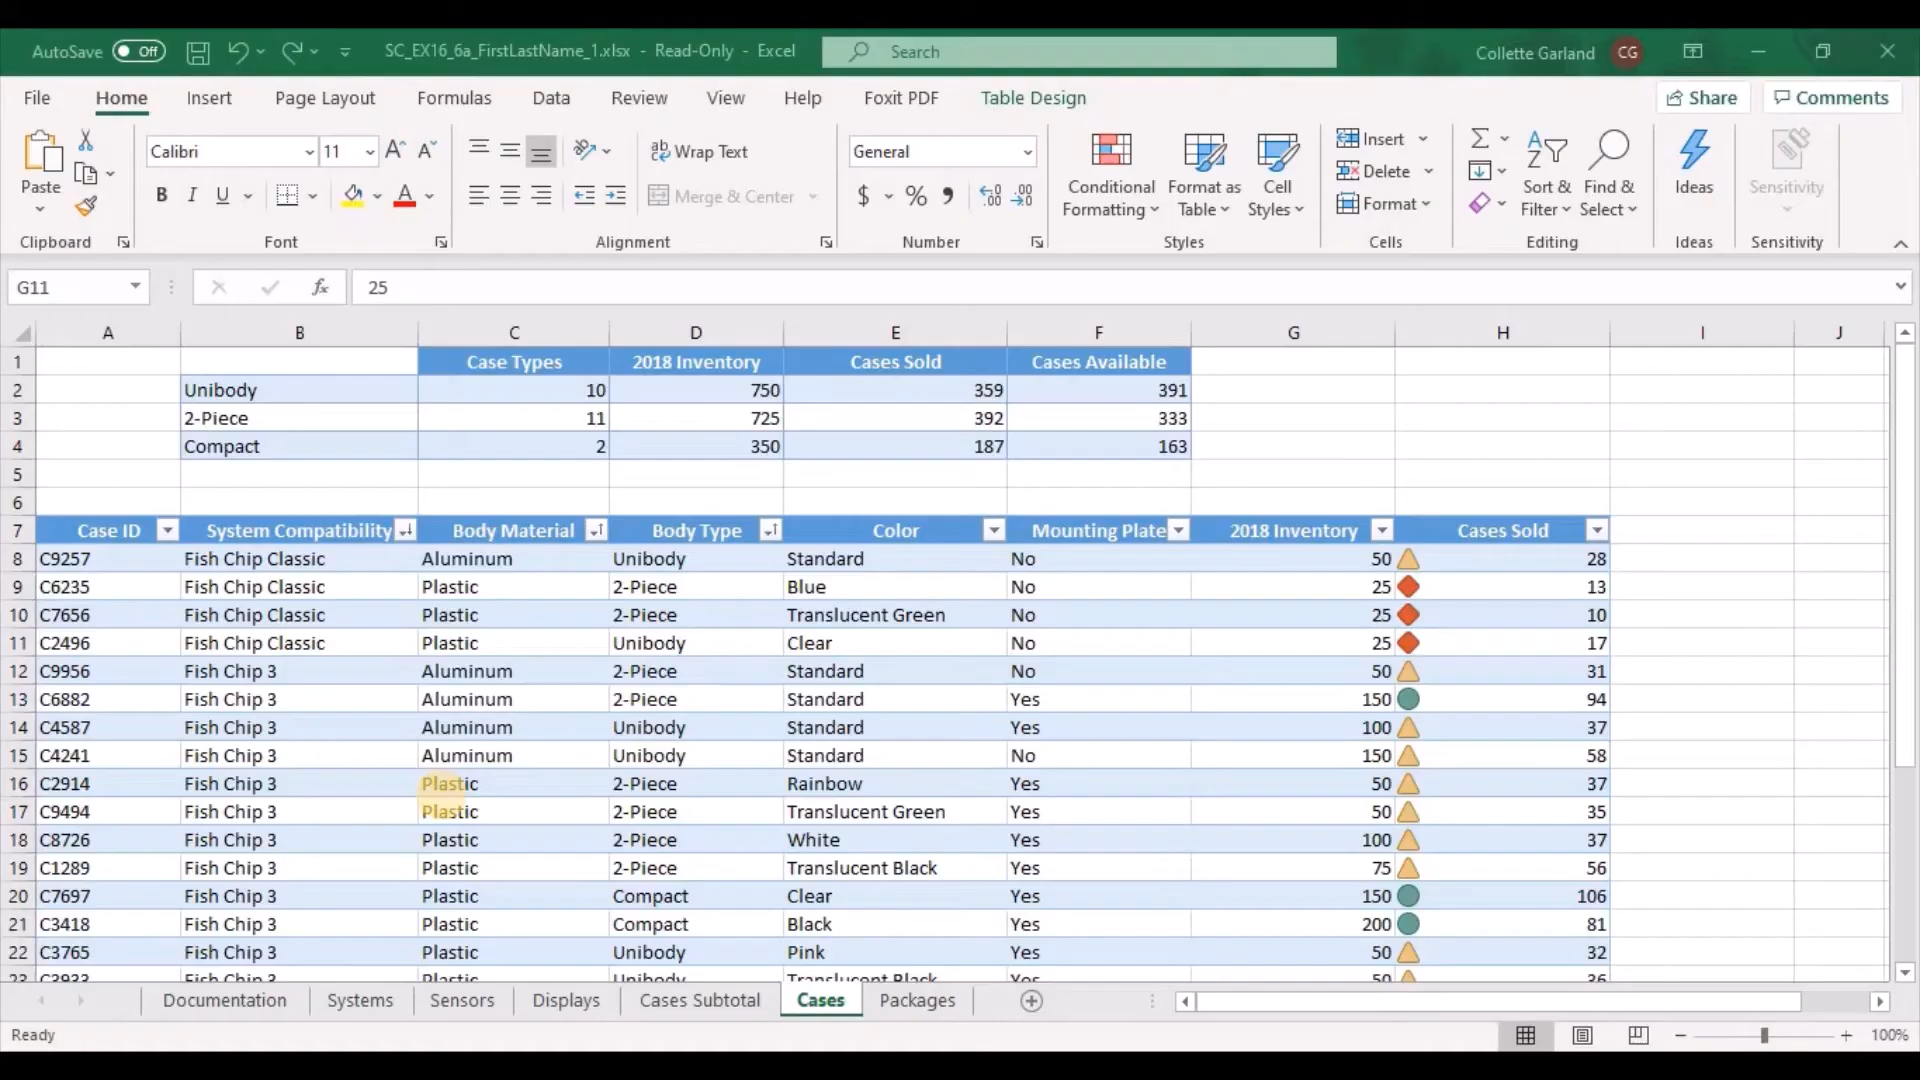 AutoSave Off SC_EX16_6a_FirstLastName_1.xlsx - Read-Only - Excel Search Collette Garland CG
File Home Insert Page Layout Formulas Data Review View Help Foxit PDF Table Design Share Comments
Calibri 11 Wrap Text General Insert
Paste B I U Merge & Center $ % Conditional Formatting Format as Table Cell Styles Delete Format Sort & Filter Find & Select Ideas Sensitivity
Clipboard Font Alignment Number Styles Cells Editing Ideas Sensitivity
G11 fx 25
A B C D E F G H I J
1 Case Types 2018 Inventory Cases Sold Cases Available
2 Unibody 10 750 359 391
3 2-Piece 11 725 392 333
4 Compact 2 350 187 163
5
6
7 Case ID System Compatibility Body Material Body Type Color Mounting Plate 2018 Inventory Cases Sold
8 C9257 Fish Chip Classic Aluminum Unibody Standard No 50 28
9 C6235 Fish Chip Classic Plastic 2-Piece Blue No 25 13
10 C7656 Fish Chip Classic Plastic 2-Piece Translucent Green No 25 10
11 C2496 Fish Chip Classic Plastic Unibody Clear No 25 17
12 C9956 Fish Chip 3 Aluminum 2-Piece Standard No 50 31
13 C6882 Fish Chip 3 Aluminum 2-Piece Standard Yes 150 94
14 C4587 Fish Chip 3 Aluminum Unibody Standard Yes 100 37
15 C4241 Fish Chip 3 Aluminum Unibody Standard No 150 58
16 C2914 Fish Chip 3 Plastic 2-Piece Rainbow Yes 50 37
17 C9494 Fish Chip 3 Plastic 2-Piece Translucent Green Yes 50 35
18 C8726 Fish Chip 3 Plastic 2-Piece White Yes 100 37
19 C1289 Fish Chip 3 Plastic 2-Piece Translucent Black Yes 75 56
20 C7697 Fish Chip 3 Plastic Compact Clear Yes 150 106
21 C3418 Fish Chip 3 Plastic Compact Black Yes 200 81
22 C3765 Fish Chip 3 Plastic Unibody Pink Yes 50 32
23 C3933 Fish Chip 3 Plastic Unibody Translucent Black Yes 50 36
Documentation Systems Sensors Displays Cases Subtotal Cases Packages
Ready 100%